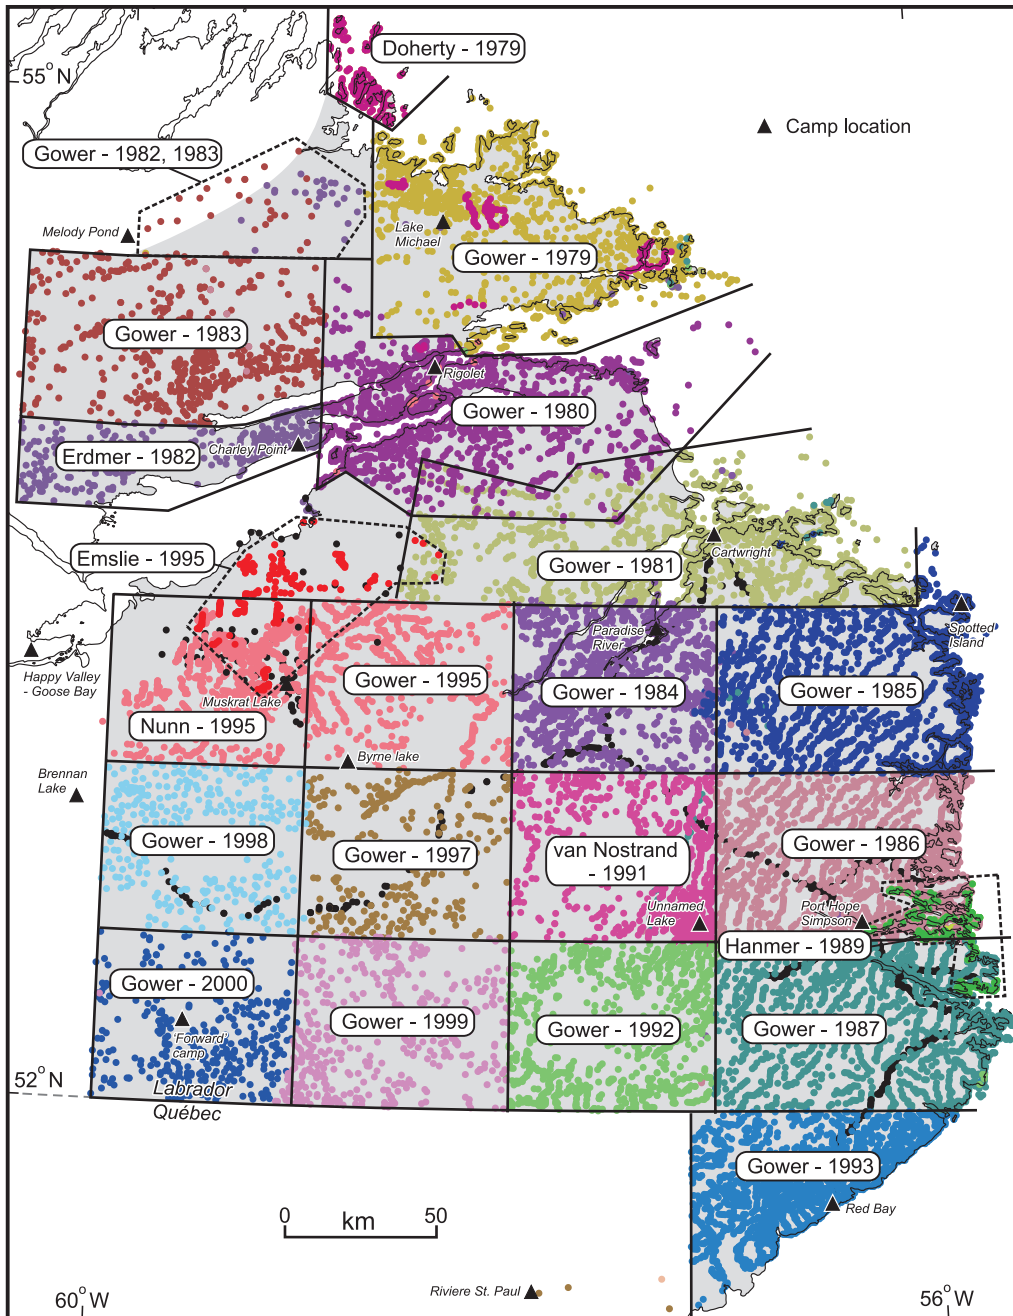 Doherty - 1979
55° N
Camp location
Gower - 1982, 1983
Melody Pond
Lake
Michael
Gower - 1979
Gower - 1983
Rigolet
Gower - 1980
Charley Point
Erdmer - 1982
Emslie - 1995
Cartwright
Gower - 1981
Spotted
Island
Paradise
River
Happy Valley
- Goose Bay
Gower - 1995
Gower - 1984
Gower - 1985
Muskrat Lake
Nunn - 1995
Byrne lake
Brennan
Lake
Gower - 1998
Gower - 1997
van Nostrand
- 1991
Gower - 1986
Unnamed
Lake
Port Hope
Simpson
Hanmer - 1989
Gower - 2000
Forward'
camp
Gower - 1999
Gower - 1992
Gower - 1987
52° N
Labrador
Québec
Gower - 1993
Red Bay
0 50
km
Riviere St. Paul
60° W
56° W